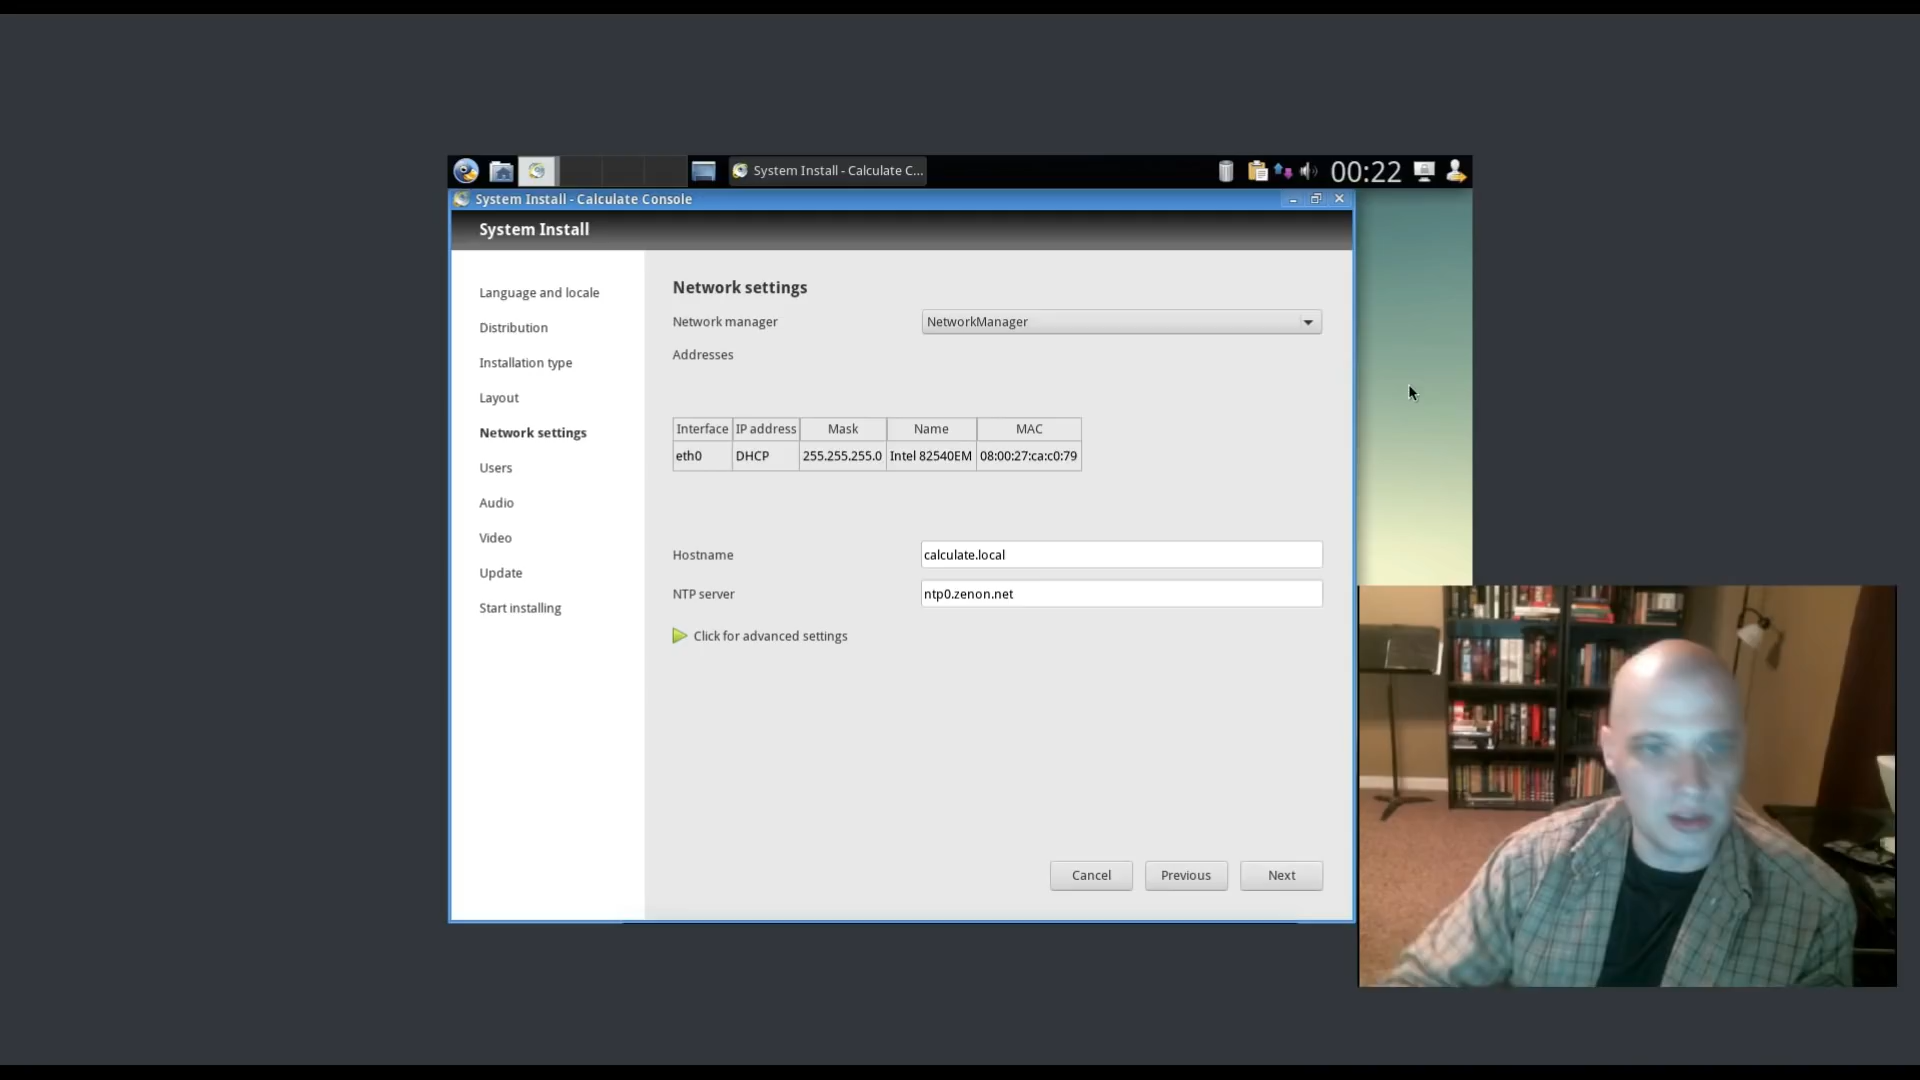 System Install - Calculate C...
00:22
System Install - Calculate Console
System Install
Language and locale
Distribution
Installation type
Layout
Network settings
Users
Audio
Video
Update
Start installing
Network settings
Network manager NetworkManager
Addresses
Interface IP address Mask Name MAC
eth0 DHCP 255.255.255.0 Intel 82540EM 08:00:27:ca:c0:79
Hostname calculate.local
NTP server ntp0.zenon.net
Click for advanced settings
Cancel Previous Next